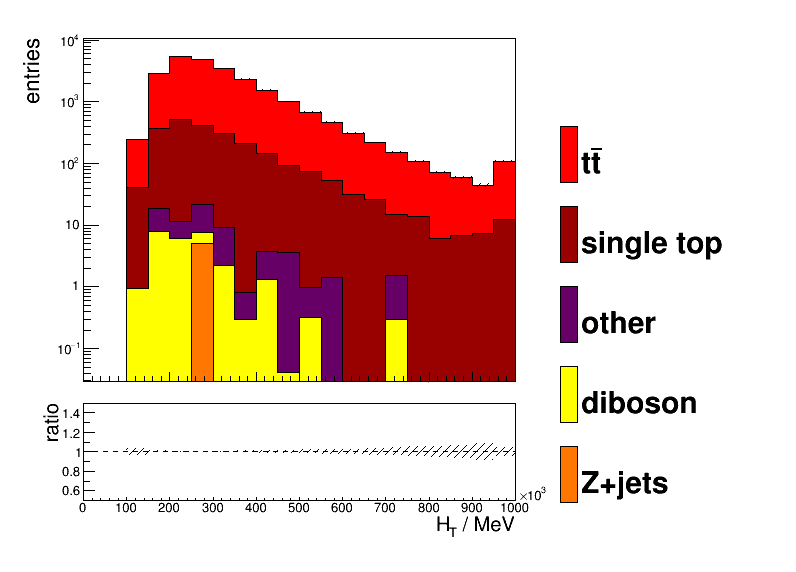 entries
10⁴
10³
10²
10
1
10⁻¹
ratio
1.4
1.2
1
0.8
0.6
0 100 200 300 400 500 600 700 800 900 1000
×10³
H_T / MeV
tt̄
single top
other
diboson
Z+jets